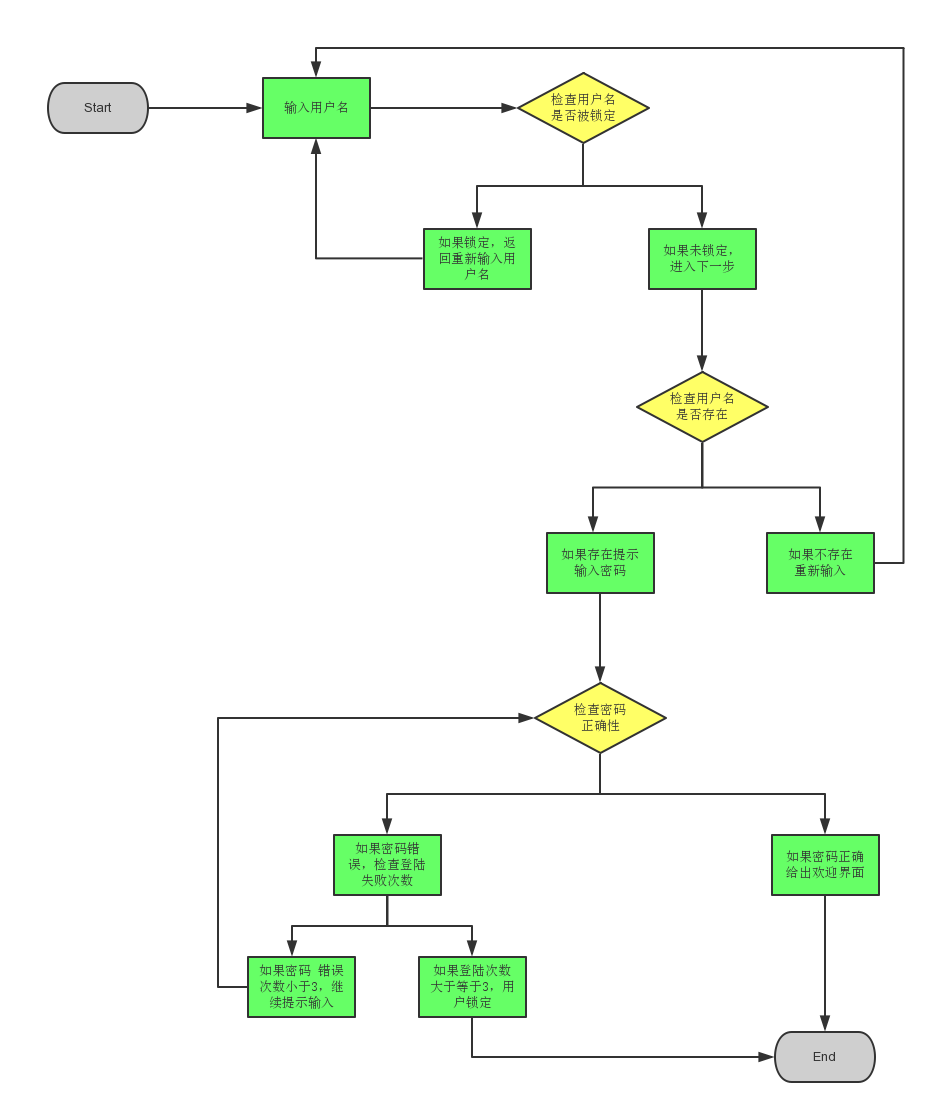 Start
输入用户名
检查用户名
是否被锁定
如果锁定，返
回重新输入用
户名
如果未锁定，
进入下一步
检查用户名
是否存在
如果存在提示
输入密码
如果不存在
重新输入
检查密码
正确性
如果密码错
误，检查登陆
失败次数
如果密码正确
给出欢迎界面
如果密码 错误
次数小于3，继
续提示输入
如果登陆次数
大于等于3，用
户锁定
End